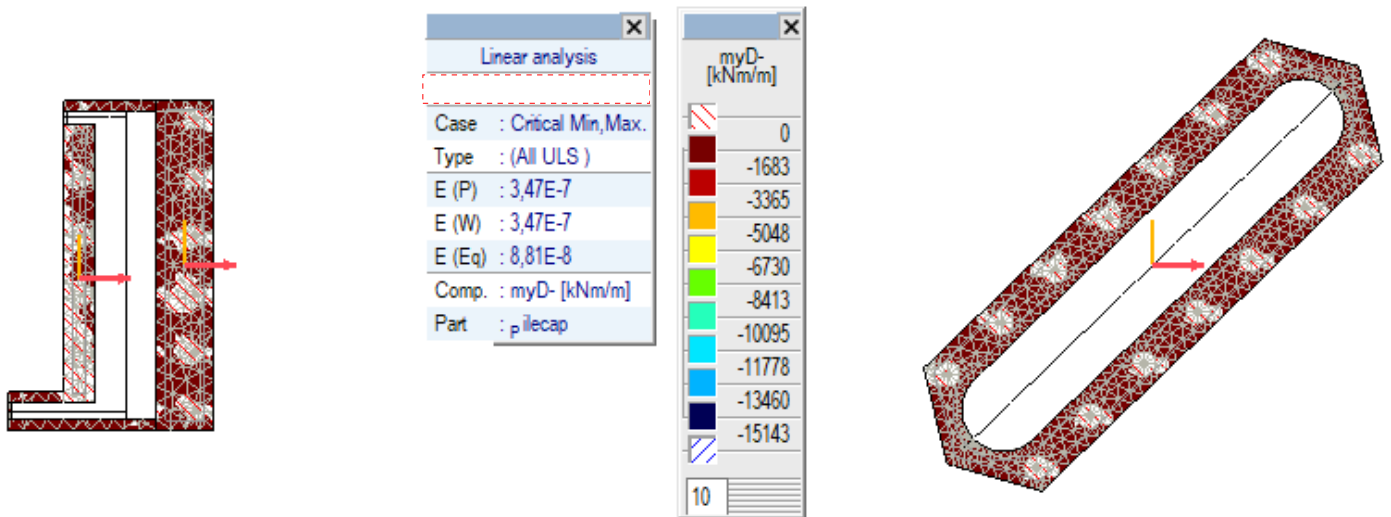 Linear analysis
Case : Critical Min,Max.
Type : (All ULS )
E (P) : 3,47E-7
E (W) : 3,47E-7
E (Eq) : 8,81E-8
Comp. : myD- [kNm/m]
Part : pilecap
myD-
[kNm/m]
0
-1683
-3365
-5048
-6730
-8413
-10095
-11778
-13460
-15143
10